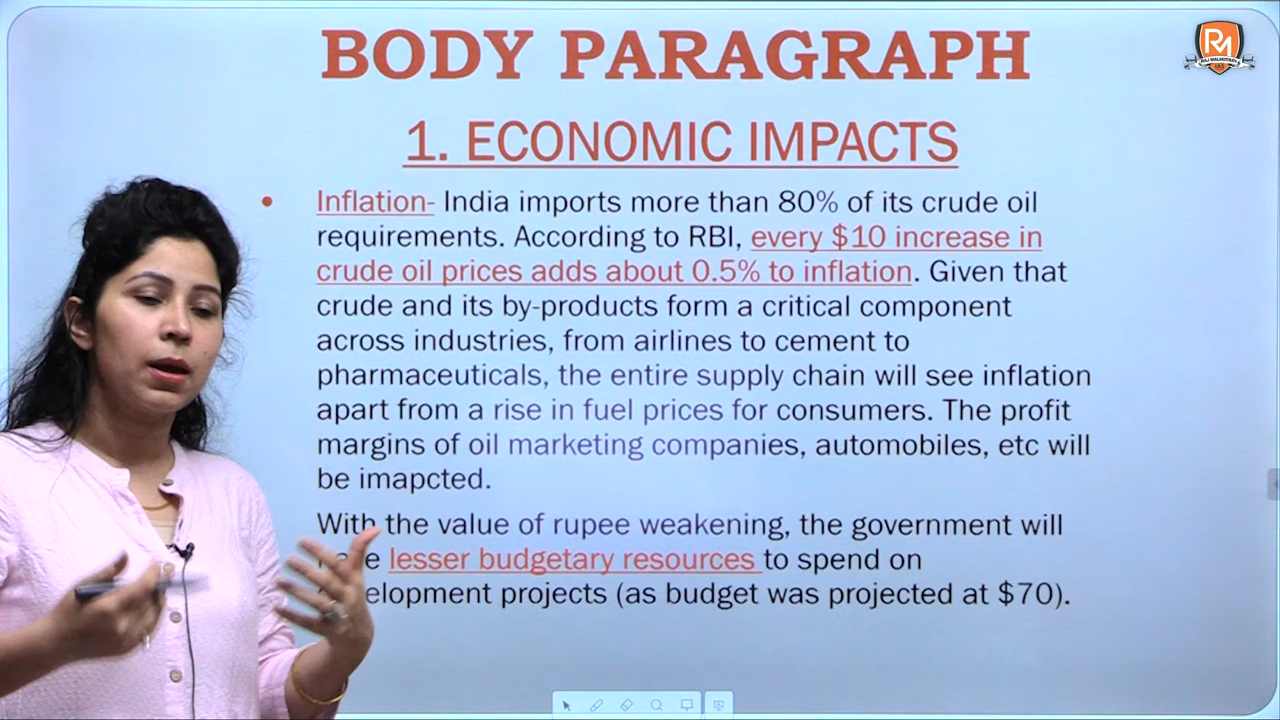 BODY PARAGRAPH
RM
RAJ MALHOTRA'S
IAS
1. ECONOMIC IMPACTS
• Inflation- India imports more than 80% of its crude oil
requirements. According to RBI, every $10 increase in
crude oil prices adds about 0.5% to inflation. Given that
crude and its by-products form a critical component
across industries, from airlines to cement to
pharmaceuticals, the entire supply chain will see inflation
apart from a rise in fuel prices for consumers. The profit
margins of oil marketing companies, automobiles, etc will
be imapcted.
With the value of rupee weakening, the government will
lesser budgetary resources to spend on
elopment projects (as budget was projected at $70).